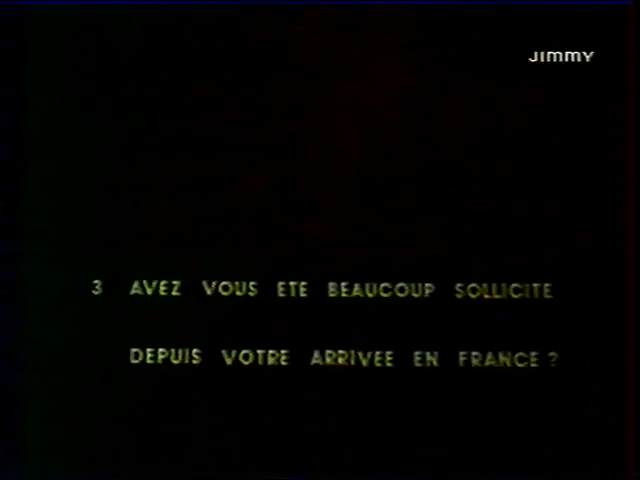 JIMMY
3 AVEZ VOUS ETE BEAUCOUP SOLLICITE
DEPUIS VOTRE ARRIVEE EN FRANCE ?